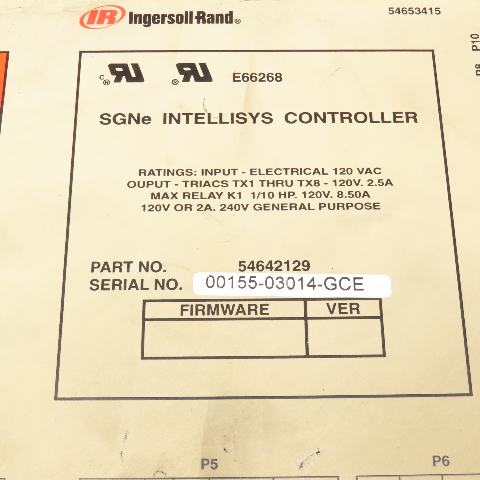 IR Ingersoll-Rand®
54653415
P10
P8
E66268
SGNe INTELLISYS CONTROLLER
RATINGS: INPUT - ELECTRICAL 120 VAC
OUPUT - TRIACS TX1 THRU TX8 - 120V. 2.5A
MAX RELAY K1 1/10 HP. 120V. 8.50A
120V OR 2A. 240V GENERAL PURPOSE
PART NO. 54642129
SERIAL NO. 00155-03014-GCE
FIRMWARE VER
P5
P6